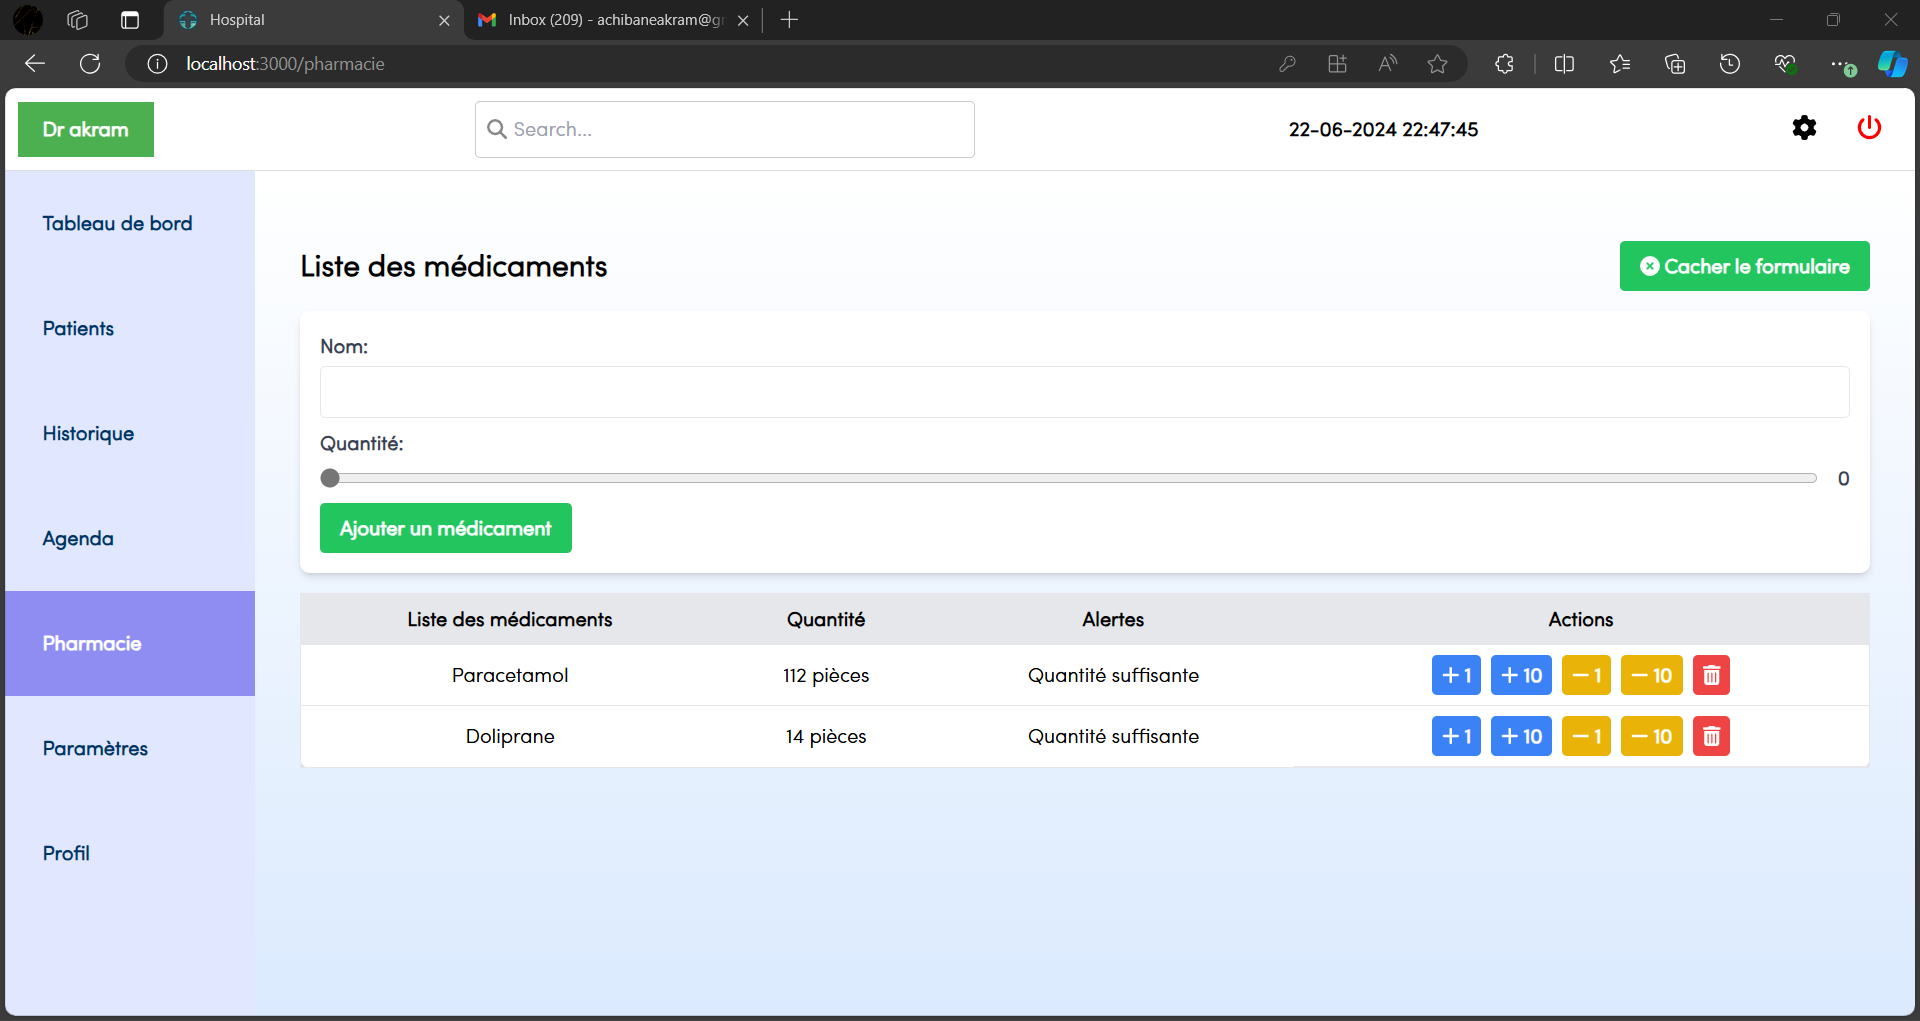 Hospital
Inbox (209) - achibaneakram@gr
localhost:3000/pharmacie
Dr akram
Search...
22-06-2024 22:47:45
Tableau de bord
Patients
Historique
Agenda
Pharmacie
Paramètres
Profil
Liste des médicaments
Cacher le formulaire
Nom:
Quantité:
0
Ajouter un médicament
Liste des médicaments Quantité Alertes Actions
Paracetamol 112 pièces Quantité suffisante +1 +10 −1 −10
Doliprane 14 pièces Quantité suffisante +1 +10 −1 −10